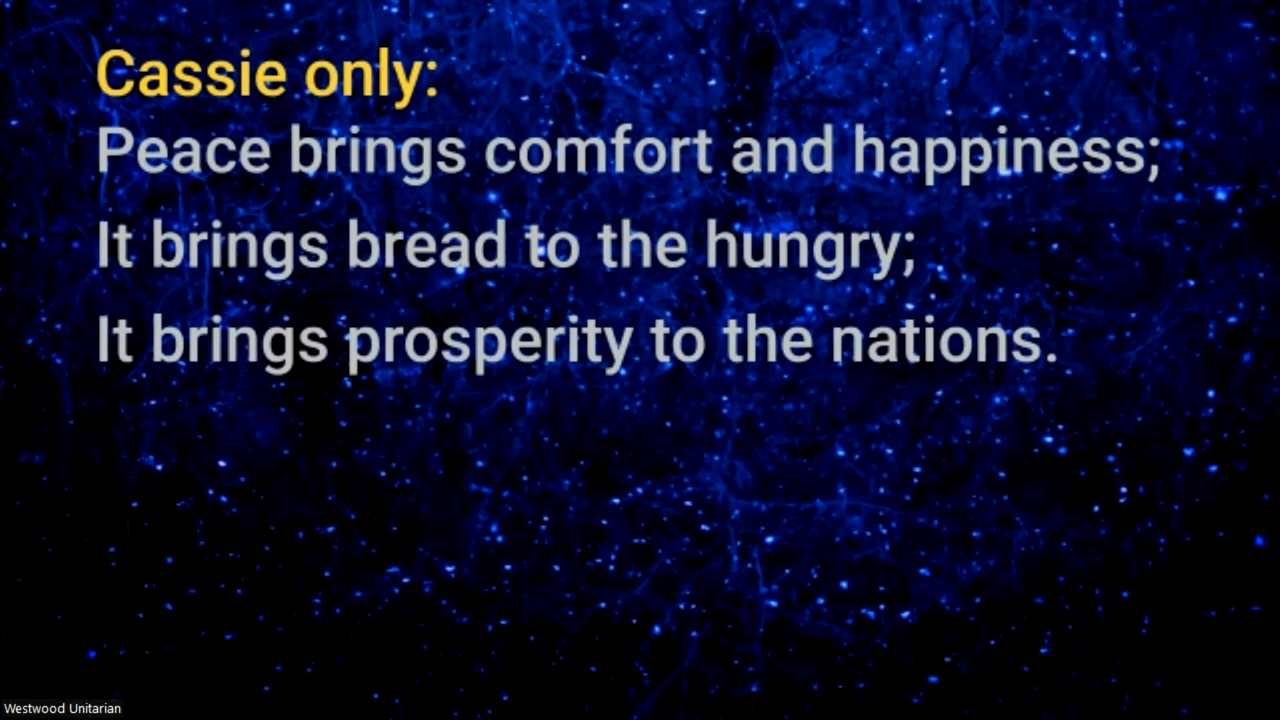 Cassie only:
Peace brings comfort and happiness;
It brings bread to the hungry;
It brings prosperity to the nations.
Westwood Unitarian